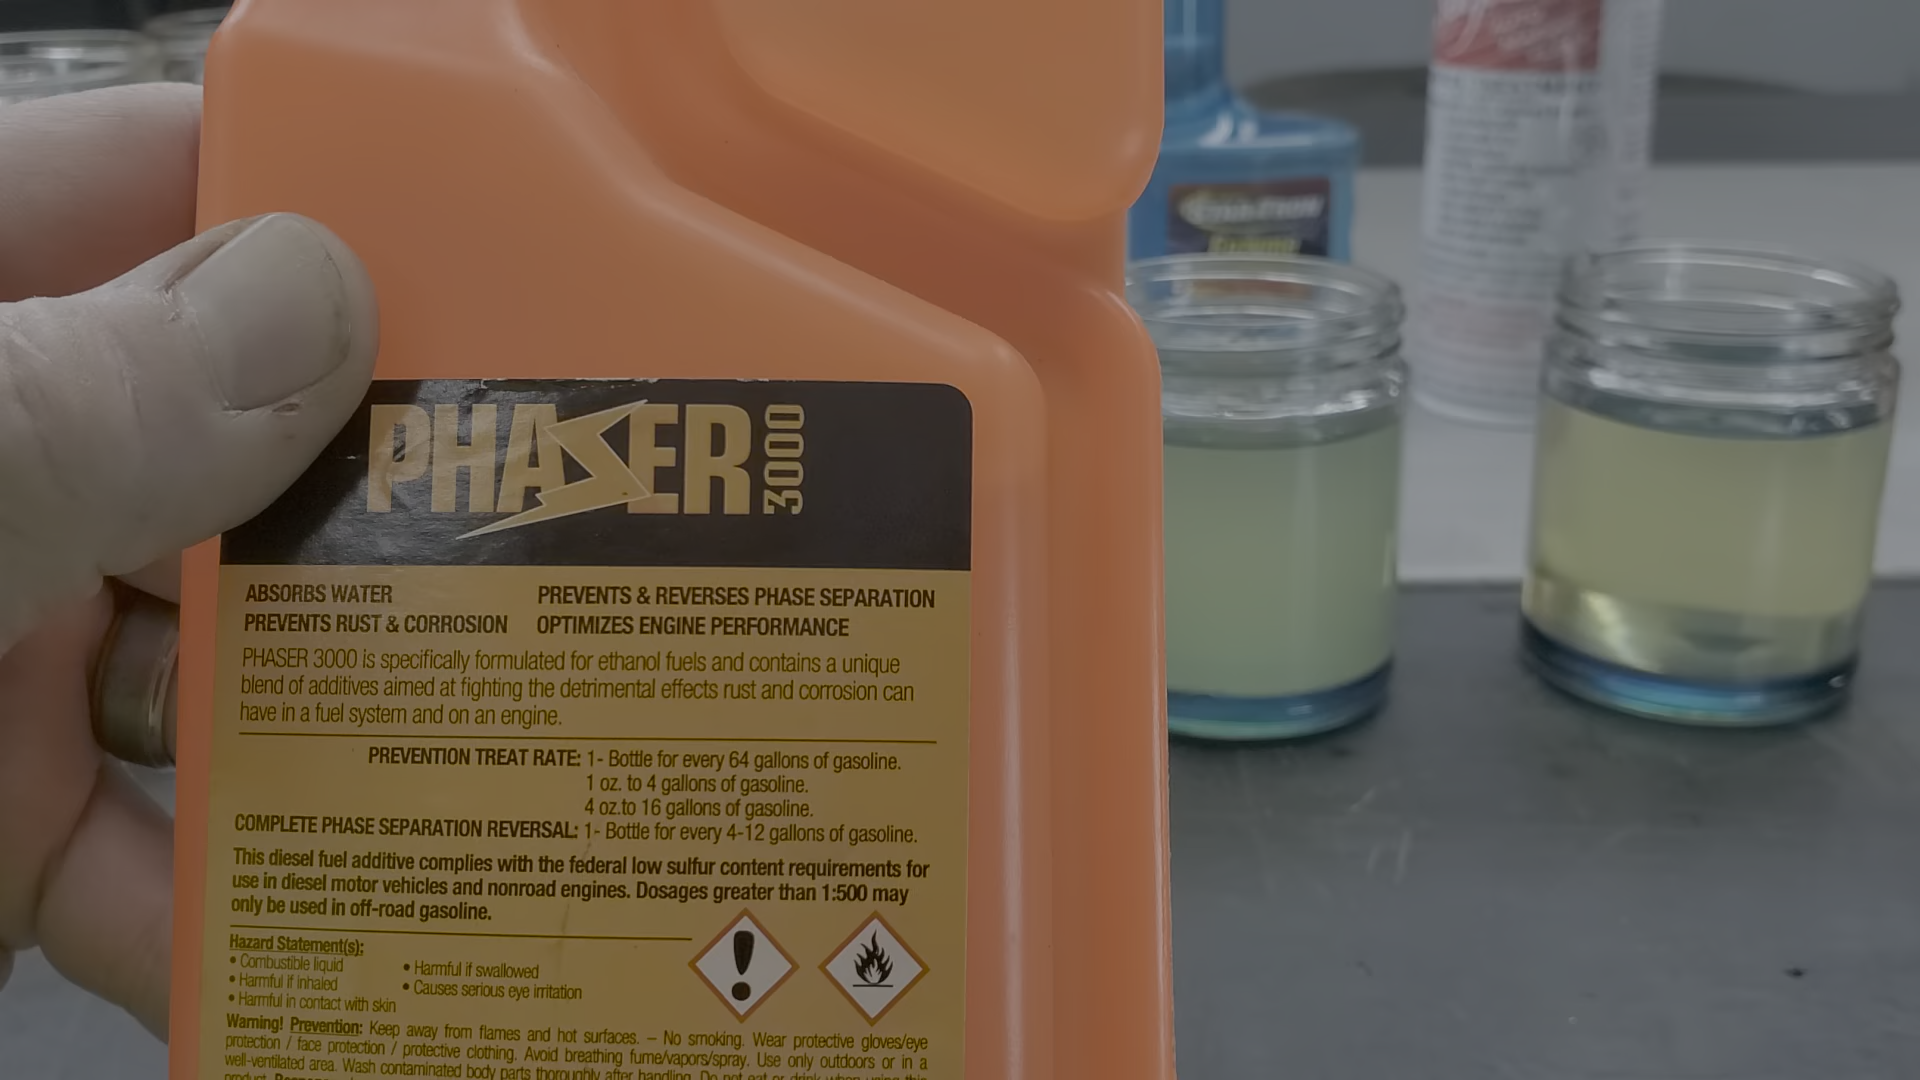 PHASER 3000
ABSORBS WATER
PREVENTS & REVERSES PHASE SEPARATION
PREVENTS RUST & CORROSION
OPTIMIZES ENGINE PERFORMANCE
PHASER 3000 is specifically formulated for ethanol fuels and contains a unique
blend of additives aimed at fighting the detrimental effects rust and corrosion can
have in a fuel system and on an engine.
PREVENTION TREAT RATE: 1- Bottle for every 64 gallons of gasoline.
1 oz. to 4 gallons of gasoline.
4 oz.to 16 gallons of gasoline.
COMPLETE PHASE SEPARATION REVERSAL: 1- Bottle for every 4-12 gallons of gasoline.
This diesel fuel additive complies with the federal low sulfur content requirements for
use in diesel motor vehicles and nonroad engines. Dosages greater than 1:500 may
only be used in off-road gasoline.
Hazard Statement(s):
• Combustible liquid
• Harmful if inhaled
• Harmful in contact with skin
• Harmful if swallowed
• Causes serious eye irritation
Warning! Prevention: Keep away from flames and hot surfaces. – No smoking. Wear protective gloves/eye
protection / face protection / protective clothing. Avoid breathing fume/vapors/spray. Use only outdoors or in a
well-ventilated area. Wash contaminated body parts thoroughly after handling. Do not eat or drink when using this